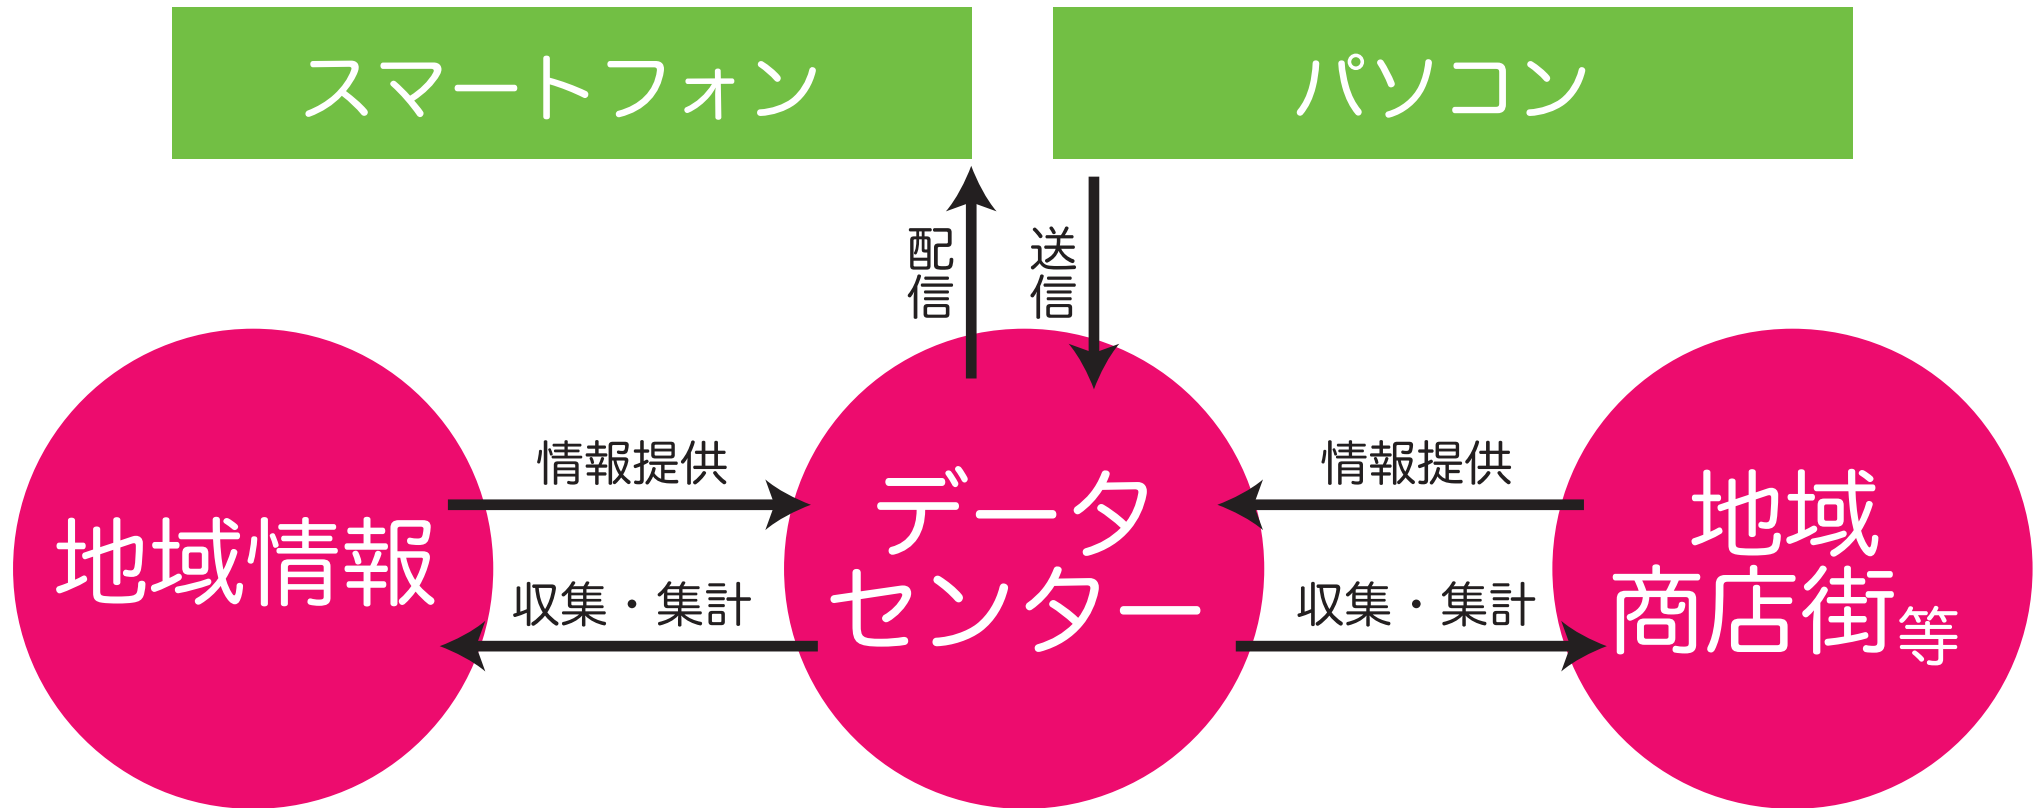 スマートフォン
パソコン
配信
送信
情報提供
情報提供
地域情報
データ
センター
地域
商店街等
収集・集計
収集・集計